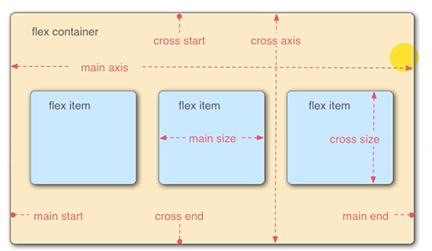 flex container
cross start
cross axis
main axis
flex item
flex item
flex item
main size
cross size
main start
cross end
main end